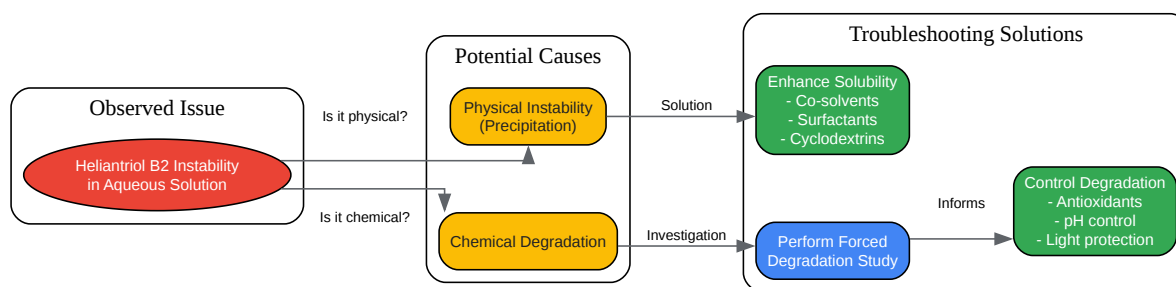 Observed Issue
Heliantriol B2 Instability
in Aqueous Solution
Is it physical?
Is it chemical?
Potential Causes
Physical Instability
(Precipitation)
Chemical Degradation
Solution
Investigation
Troubleshooting Solutions
Enhance Solubility
- Co-solvents
- Surfactants
- Cyclodextrins
Perform Forced
Degradation Study
Informs
Control Degradation
- Antioxidants
- pH control
- Light protection